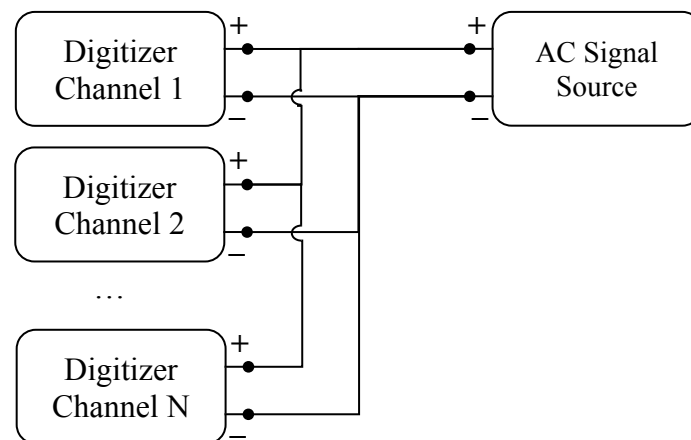 Digitizer
Channel 1
+
−
+
−
AC Signal
Source
Digitizer
Channel 2
+
−
…
Digitizer
Channel N
+
−